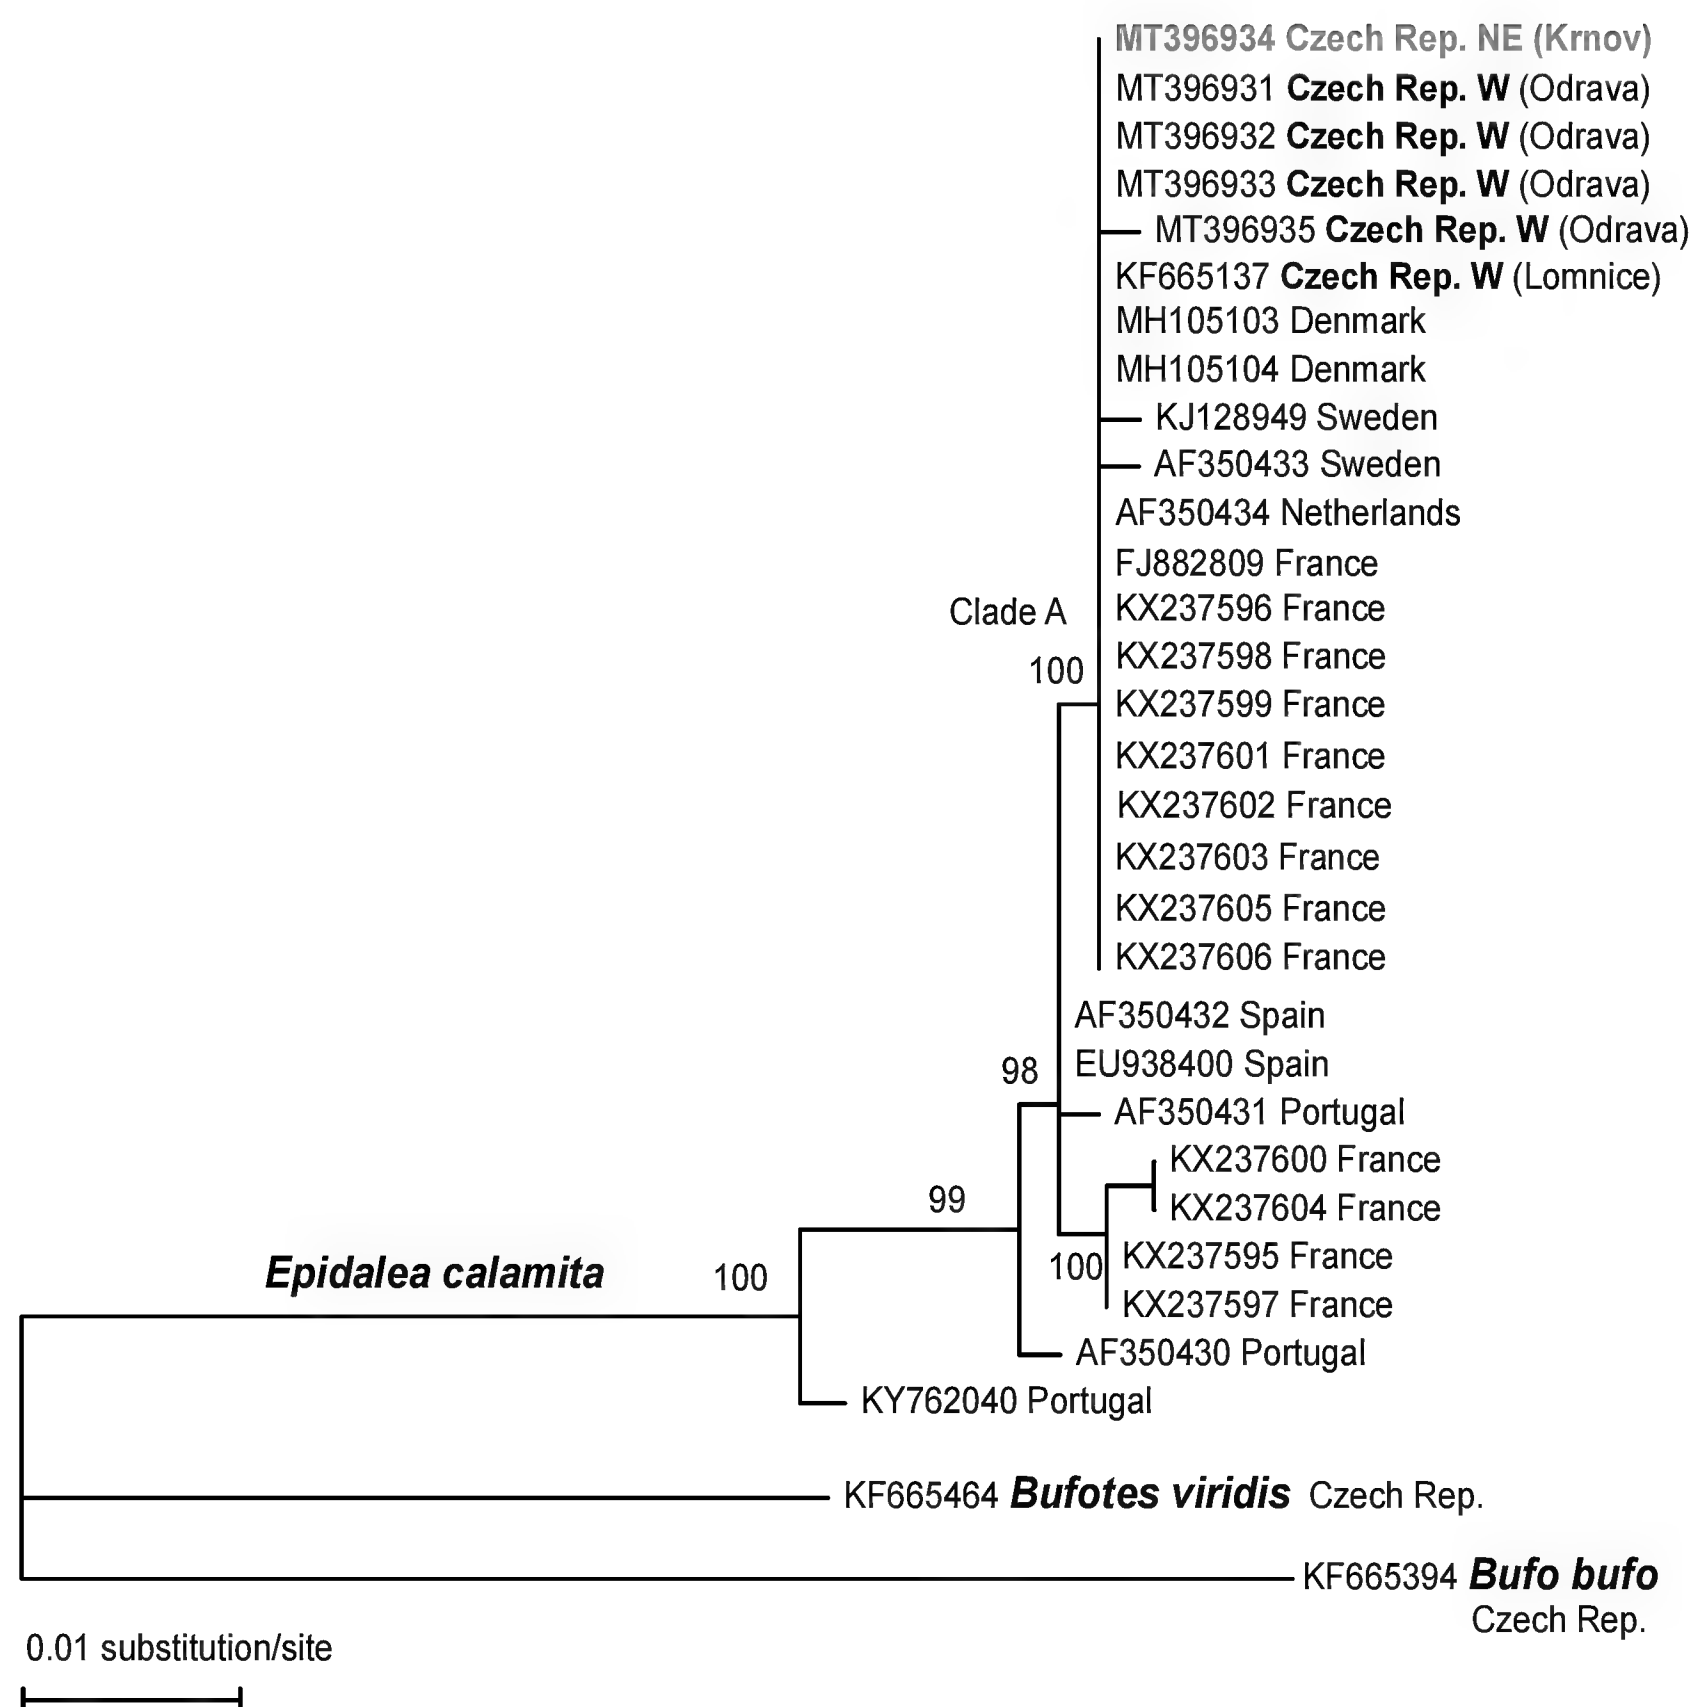 MT396934 Czech Rep. NE (Krnov)
MT396931 Czech Rep. W (Odrava)
MT396932 Czech Rep. W (Odrava)
MT396933 Czech Rep. W (Odrava)
MT396935 Czech Rep. W (Odrava)
KF665137 Czech Rep. W (Lomnice)
MH105103 Denmark
MH105104 Denmark
KJ128949 Sweden
AF350433 Sweden
AF350434 Netherlands
FJ882809 France
Clade A
KX237596 France
100
KX237598 France
KX237599 France
KX237601 France
KX237602 France
KX237603 France
KX237605 France
KX237606 France
AF350432 Spain
98
EU938400 Spain
AF350431 Portugal
KX237600 France
99
KX237604 France
Epidalea calamita
100
100
KX237595 France
KX237597 France
AF350430 Portugal
KY762040 Portugal
KF665464 Bufotes viridis Czech Rep.
KF665394 Bufo bufo
Czech Rep.
0.01 substitution/site